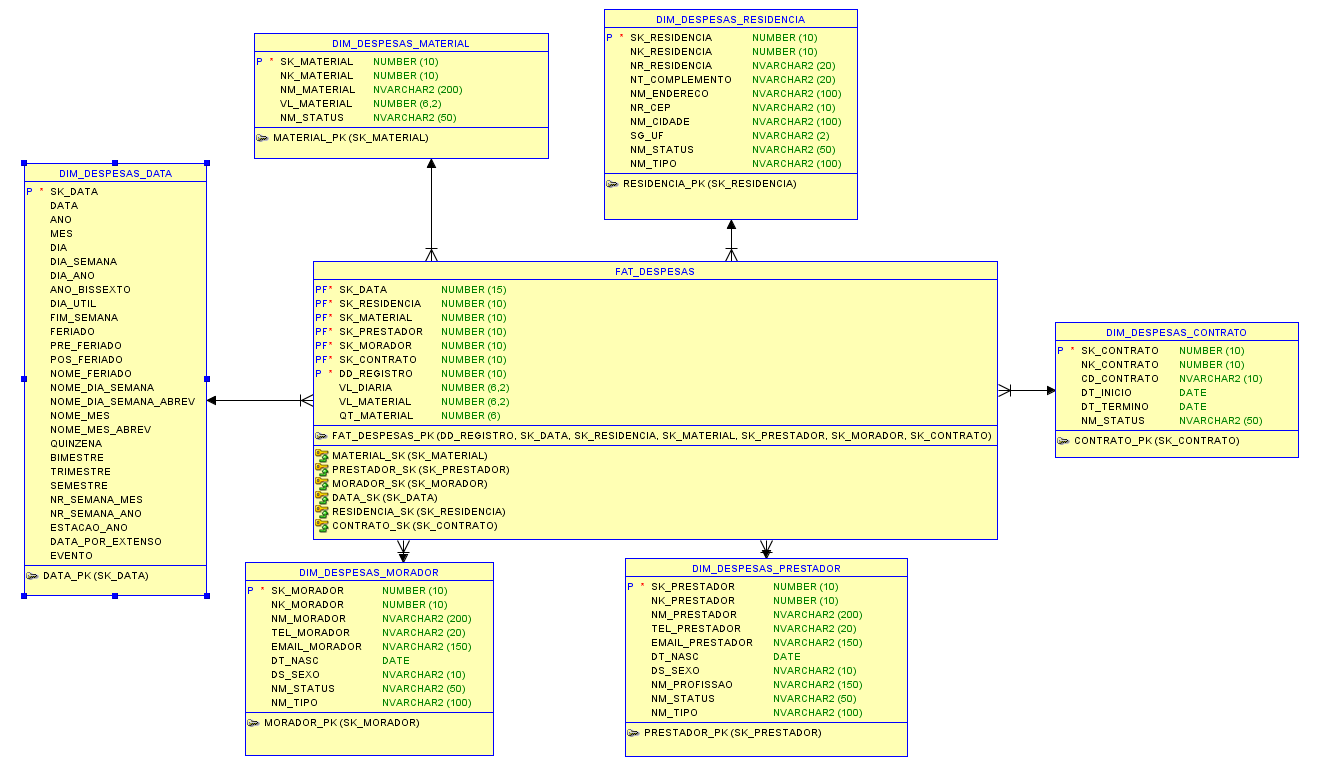 DIM_DESPESAS_RESIDENCIA
P * SK_RESIDENCIA NUMBER (10)
NK_RESIDENCIA NUMBER (10)
NR_RESIDENCIA NVARCHAR2 (20)
NT_COMPLEMENTO NVARCHAR2 (20)
NM_ENDERECO NVARCHAR2 (100)
NR_CEP NVARCHAR2 (10)
NM_CIDADE NVARCHAR2 (100)
SG_UF NVARCHAR2 (2)
NM_STATUS NVARCHAR2 (50)
NM_TIPO NVARCHAR2 (100)
RESIDENCIA_PK (SK_RESIDENCIA)
DIM_DESPESAS_MATERIAL
P * SK_MATERIAL NUMBER (10)
NK_MATERIAL NUMBER (10)
NM_MATERIAL NVARCHAR2 (200)
VL_MATERIAL NUMBER (6,2)
NM_STATUS NVARCHAR2 (50)
MATERIAL_PK (SK_MATERIAL)
DIM_DESPESAS_DATA
P * SK_DATA
DATA
ANO
MES
DIA
DIA_SEMANA
DIA_ANO
ANO_BISSEXTO
DIA_UTIL
FIM_SEMANA
FERIADO
PRE_FERIADO
POS_FERIADO
NOME_FERIADO
NOME_DIA_SEMANA
NOME_DIA_SEMANA_ABREV
NOME_MES
NOME_MES_ABREV
QUINZENA
BIMESTRE
TRIMESTRE
SEMESTRE
NR_SEMANA_MES
NR_SEMANA_ANO
ESTACAO_ANO
DATA_POR_EXTENSO
EVENTO
DATA_PK (SK_DATA)
FAT_DESPESAS
PF* SK_DATA NUMBER (15)
PF* SK_RESIDENCIA NUMBER (10)
PF* SK_MATERIAL NUMBER (10)
PF* SK_PRESTADOR NUMBER (10)
PF* SK_MORADOR NUMBER (10)
PF* SK_CONTRATO NUMBER (10)
P * DD_REGISTRO NUMBER (10)
VL_DIARIA NUMBER (6,2)
VL_MATERIAL NUMBER (6,2)
QT_MATERIAL NUMBER (6)
FAT_DESPESAS_PK (DD_REGISTRO, SK_DATA, SK_RESIDENCIA, SK_MATERIAL, SK_PRESTADOR, SK_MORADOR, SK_CONTRATO)
MATERIAL_SK (SK_MATERIAL)
PRESTADOR_SK (SK_PRESTADOR)
MORADOR_SK (SK_MORADOR)
DATA_SK (SK_DATA)
RESIDENCIA_SK (SK_RESIDENCIA)
CONTRATO_SK (SK_CONTRATO)
DIM_DESPESAS_CONTRATO
P * SK_CONTRATO NUMBER (10)
NK_CONTRATO NUMBER (10)
CD_CONTRATO NVARCHAR2 (10)
DT_INICIO DATE
DT_TERMINO DATE
NM_STATUS NVARCHAR2 (50)
CONTRATO_PK (SK_CONTRATO)
DIM_DESPESAS_MORADOR
P * SK_MORADOR NUMBER (10)
NK_MORADOR NUMBER (10)
NM_MORADOR NVARCHAR2 (200)
TEL_MORADOR NVARCHAR2 (20)
EMAIL_MORADOR NVARCHAR2 (150)
DT_NASC DATE
DS_SEXO NVARCHAR2 (10)
NM_STATUS NVARCHAR2 (50)
NM_TIPO NVARCHAR2 (100)
MORADOR_PK (SK_MORADOR)
DIM_DESPESAS_PRESTADOR
P * SK_PRESTADOR NUMBER (10)
NK_PRESTADOR NUMBER (10)
NM_PRESTADOR NVARCHAR2 (200)
TEL_PRESTADOR NVARCHAR2 (20)
EMAIL_PRESTADOR NVARCHAR2 (150)
DT_NASC DATE
DS_SEXO NVARCHAR2 (10)
NM_PROFISSAO NVARCHAR2 (150)
NM_STATUS NVARCHAR2 (50)
NM_TIPO NVARCHAR2 (100)
PRESTADOR_PK (SK_PRESTADOR)